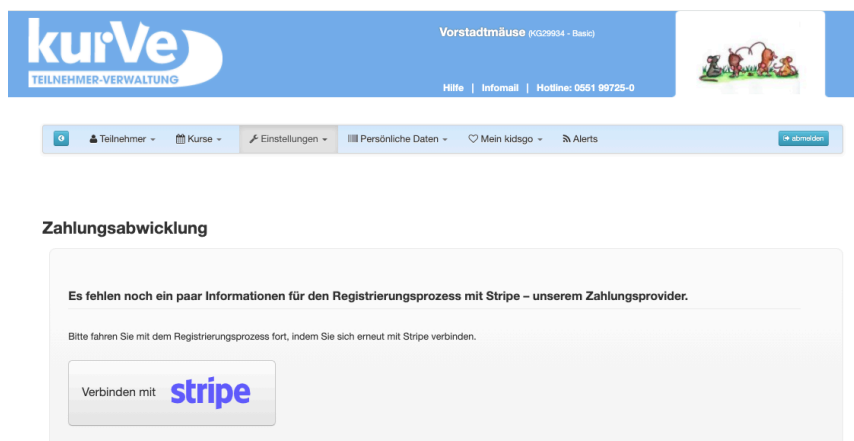 kurVe
TEILNEHMER-VERWALTUNG
Vorstadtmäuse (KG29934 - Basic)
Hilfe | Infomail | Hotline: 0551 99725-0
Teilnehmer
Kurse
Einstellungen
Persönliche Daten
Mein kidsgo
Alerts
abmelden
Zahlungsabwicklung
Es fehlen noch ein paar Informationen für den Registrierungsprozess mit Stripe – unserem Zahlungsprovider.
Bitte fahren Sie mit dem Registrierungsprozess fort, indem Sie sich erneut mit Stripe verbinden.
Verbinden mit stripe